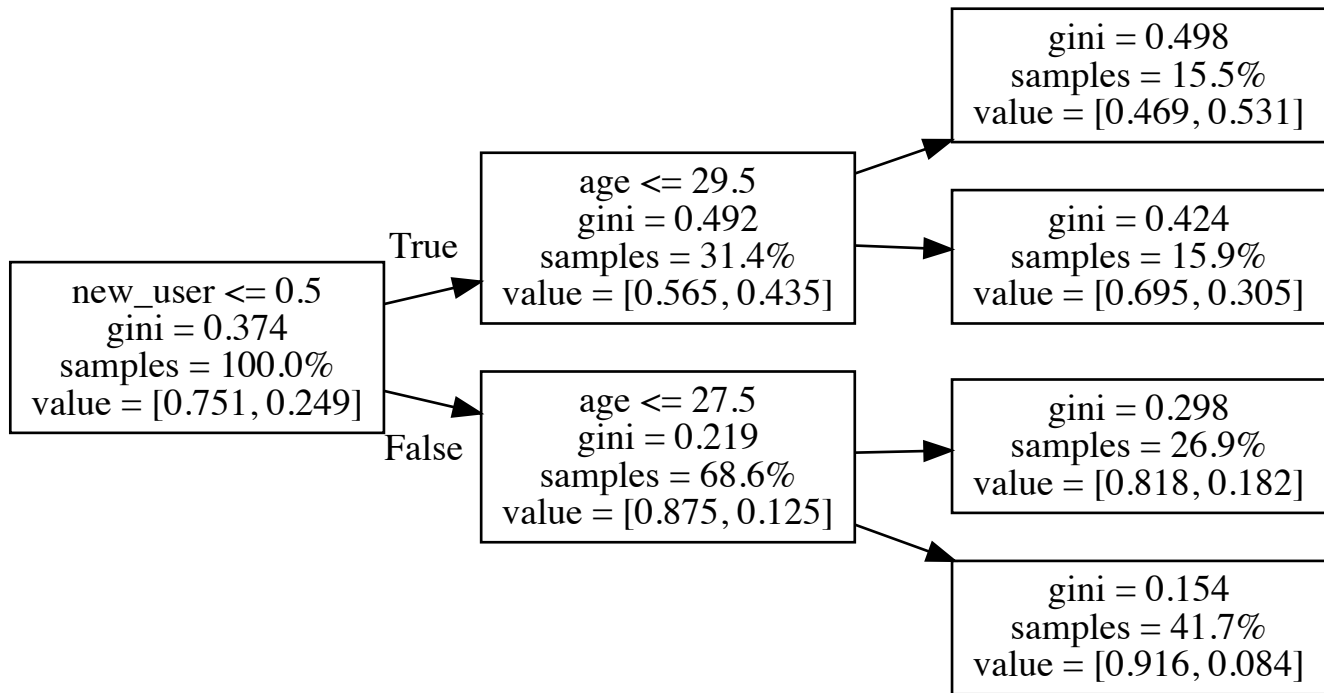 new_user <= 0.5
gini = 0.374
samples = 100.0%
value = [0.751, 0.249]
True
False
age <= 29.5
gini = 0.492
samples = 31.4%
value = [0.565, 0.435]
age <= 27.5
gini = 0.219
samples = 68.6%
value = [0.875, 0.125]
gini = 0.498
samples = 15.5%
value = [0.469, 0.531]
gini = 0.424
samples = 15.9%
value = [0.695, 0.305]
gini = 0.298
samples = 26.9%
value = [0.818, 0.182]
gini = 0.154
samples = 41.7%
value = [0.916, 0.084]